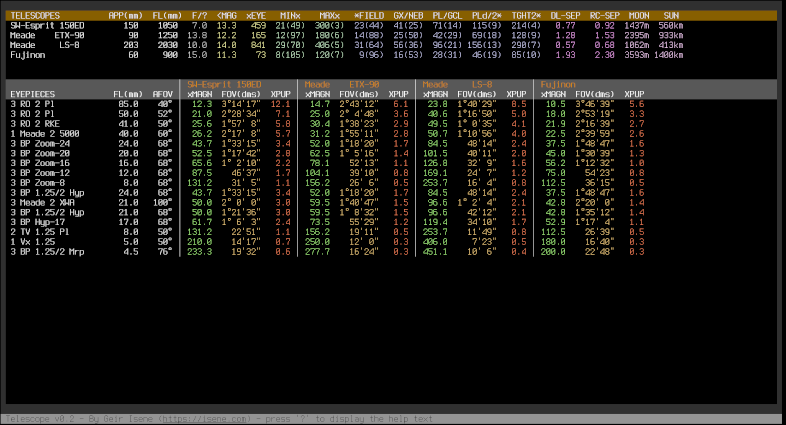 TELESCOPES APP(mm) FL(mm) F/? <MAG xEYE MINx MAXx *FIELD GX/NEB PL/GCL PLd/2* TGHT2* DL-SEP RC-SEP MOON SUN
SW-Esprit 150ED 150 1050 7.0 13.3 459 21(49) 300(3) 23(44) 41(25) 71(14) 115(9) 214(4) 0.77 0.92 1437m 560km
Meade ETX-90 90 1250 13.8 12.2 165 12(97) 180(6) 14(88) 25(50) 42(29) 69(18) 128(9) 1.28 1.53 2395m 933km
Meade LS-8 203 2030 10.0 14.0 841 29(70) 406(5) 31(64) 56(36) 96(21) 156(13) 290(7) 0.57 0.68 1062m 413km
Fujinon 60 900 15.0 11.3 73 8(105) 120(7) 9(96) 16(53) 28(31) 46(19) 85(10) 1.93 2.30 3593m 1400km
SW-Esprit 150ED Meade ETX-90 Meade LS-8 Fujinon
EYEPIECES FL(mm) AFOV xMAGN FOV(dms) XPUP xMAGN FOV(dms) XPUP xMAGN FOV(dms) XPUP xMAGN FOV(dms) XPUP
3 RO 2 Pl 85.0 40° 12.3 3°14'17" 12.1 14.7 2°43'12" 6.1 23.8 1°40'29" 8.5 10.5 3°46'39" 5.6
3 RO 2 Pl 50.0 52° 21.0 2°28'34" 7.1 25.0 2° 4'48" 3.6 40.6 1°16'50" 5.0 18.0 2°53'19" 3.3
3 RO 2 RKE 41.0 50° 25.6 1°57' 8" 5.8 30.4 1°38'23" 2.9 49.5 1° 0'35" 4.1 21.9 2°16'39" 2.7
1 Meade 2 5000 40.0 60° 26.2 2°17' 8" 5.7 31.2 1°55'11" 2.8 50.7 1°10'56" 4.0 22.5 2°39'59" 2.6
3 BP Zoom-24 24.0 68° 43.7 1°33'15" 3.4 52.0 1°18'20" 1.7 84.5 48'14" 2.4 37.5 1°48'47" 1.6
3 BP Zoom-20 20.0 68° 52.5 1°17'42" 2.8 62.5 1° 5'16" 1.4 101.5 40'11" 2.0 45.0 1°30'39" 1.3
3 BP Zoom-16 16.0 68° 65.6 1° 2'10" 2.2 78.1 52'13" 1.1 126.8 32' 9" 1.6 56.2 1°12'32" 1.0
3 BP Zoom-12 12.0 68° 87.5 46'37" 1.7 104.1 39'10" 0.8 169.1 24' 7" 1.2 75.0 54'23" 0.8
3 BP Zoom-8 8.0 68° 131.2 31' 5" 1.1 156.2 26' 6" 0.5 253.7 16' 4" 0.8 112.5 36'15" 0.5
3 BP 1.25/2 Hyp 24.0 68° 43.7 1°33'15" 3.4 52.0 1°18'20" 1.7 84.5 48'14" 2.4 37.5 1°48'47" 1.6
3 Meade 2 XWA 21.0 100° 50.0 2° 0' 0" 3.0 59.5 1°40'47" 1.5 96.6 1° 2' 4" 2.1 42.8 2°20' 0" 1.4
3 BP 1.25/2 Hyp 21.0 68° 50.0 1°21'36" 3.0 59.5 1° 8'32" 1.5 96.6 42'12" 2.1 42.8 1°35'12" 1.4
3 BP Hyp-17 17.0 68° 61.7 1° 6' 3" 2.4 73.5 55'29" 1.2 119.4 34'10" 1.7 52.9 1°17' 4" 1.1
2 TV 1.25 Pl 8.0 50° 131.2 22'51" 1.1 156.2 19'11" 0.5 253.7 11'49" 0.8 112.5 26'39" 0.5
1 Vx 1.25 5.0 50° 210.0 14'17" 0.7 250.0 12' 0" 0.3 406.0 7'23" 0.5 180.0 16'40" 0.3
3 BP 1.25/2 Mrp 4.5 76° 233.3 19'32" 0.6 277.7 16'24" 0.3 451.1 10' 6" 0.4 200.0 22'48" 0.3
Telescope v0.2 - By Geir Isene (https://isene.com) - press '?' to display the help text